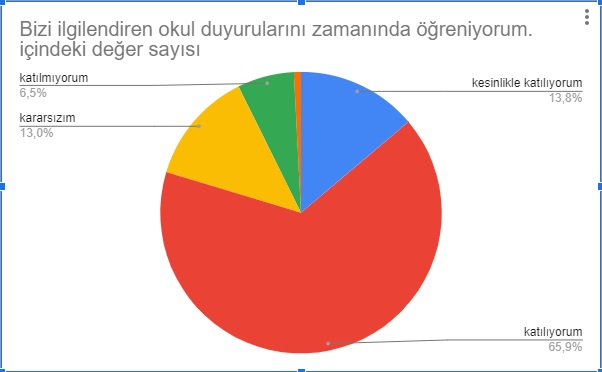 Bizi ilgilendiren okul duyurularını zamanında öğreniyorum.
içindeki değer sayısı
katılmıyorum
6,5%
kesinlikle katılıyorum
13,8%
kararsızım
13,0%
katılıyorum
65,9%